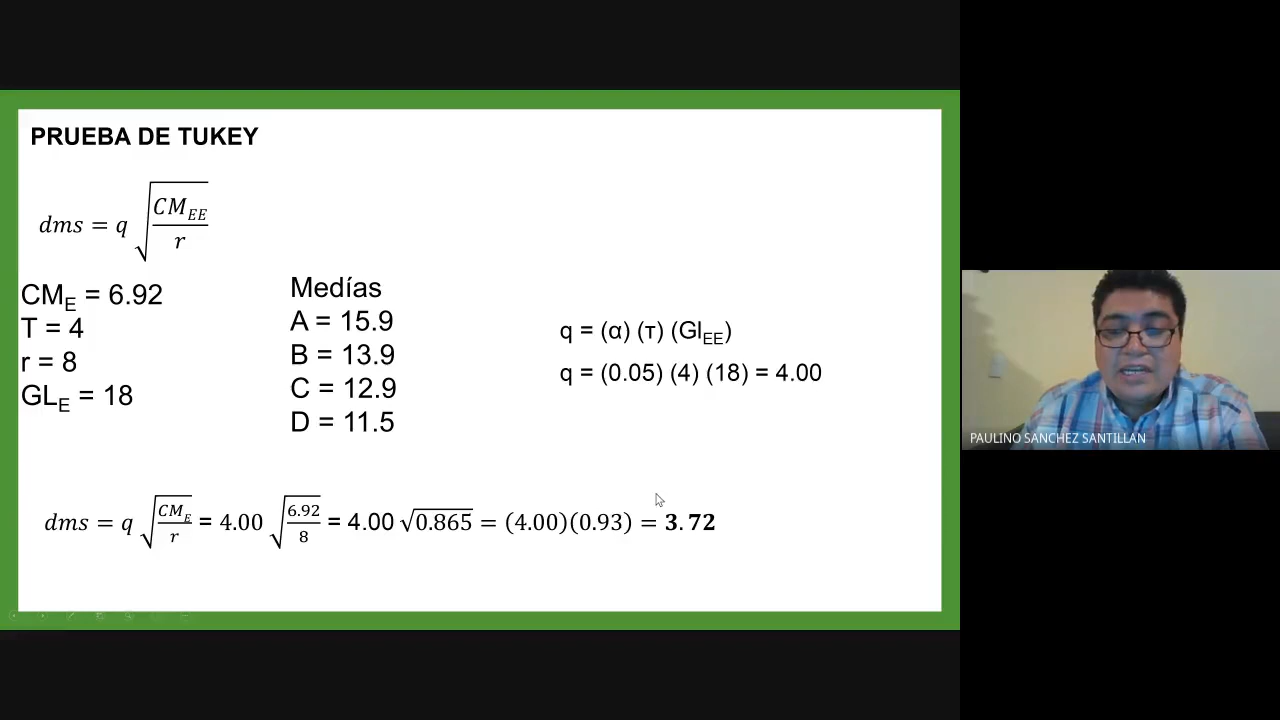 PRUEBA DE TUKEY
dms = q √(CM_EE / r)
CM_E = 6.92
T = 4
r = 8
GL_E = 18
Medías
A = 15.9
B = 13.9
C = 12.9
D = 11.5
q = (α) (τ) (Gl_EE)
q = (0.05) (4) (18) = 4.00
dms = q √(CM_E / r) = 4.00 √(6.92 / 8) = 4.00 √0.865 = (4.00)(0.93) = 3.72
PAULINO SANCHEZ SANTILLAN